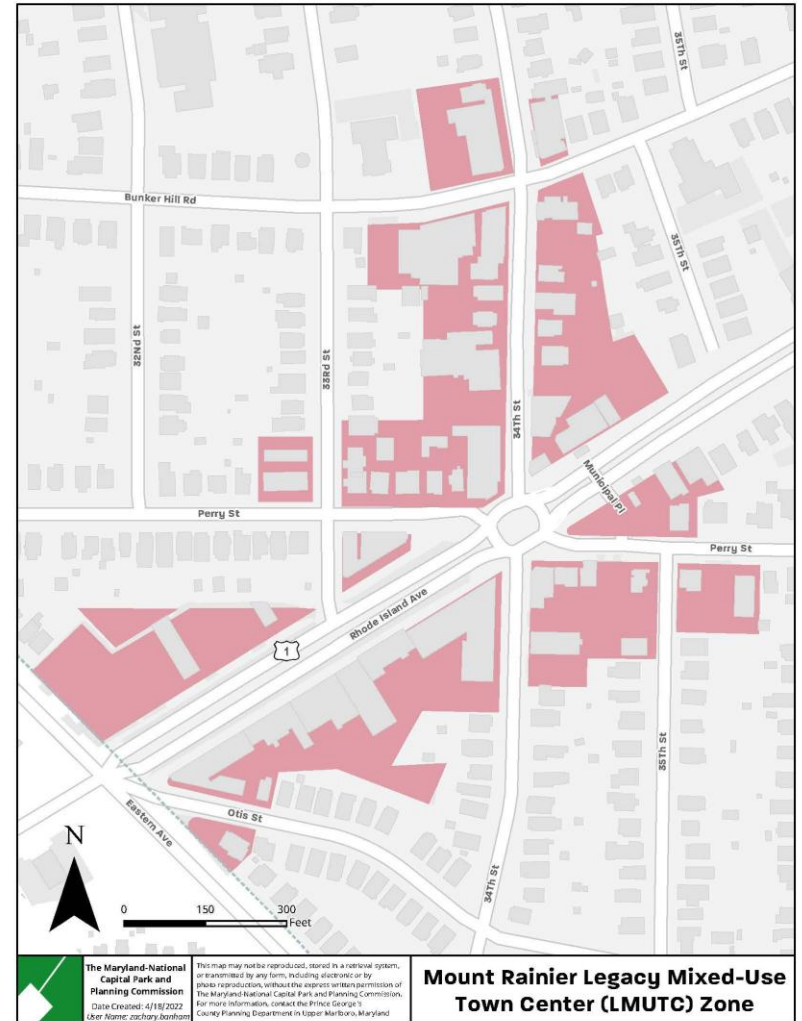 35Th St
Bunker Hill Rd
35Th St
32Nd St
33Rd St
34Th St
Municipal Pl
Perry St
Perry St
Rhode Island Ave
1
35Th St
Otis St
Eastern Ave
34Th St
N
0 150 300
Feet
The Maryland-National
Capital Park and
Planning Commission
Date Created: 4/18/2022
User Name: zachary.banham
This map may not be reproduced, stored in a retrieval system,
or transmitted by any form, including electronic or by
photo reproduction, without the express written permission of
The Maryland-National Capital Park and Planning Commission.
For more information, contact the Prince George's
County Planning Department in Upper Marlboro, Maryland
Mount Rainier Legacy Mixed-Use
Town Center (LMUTC) Zone